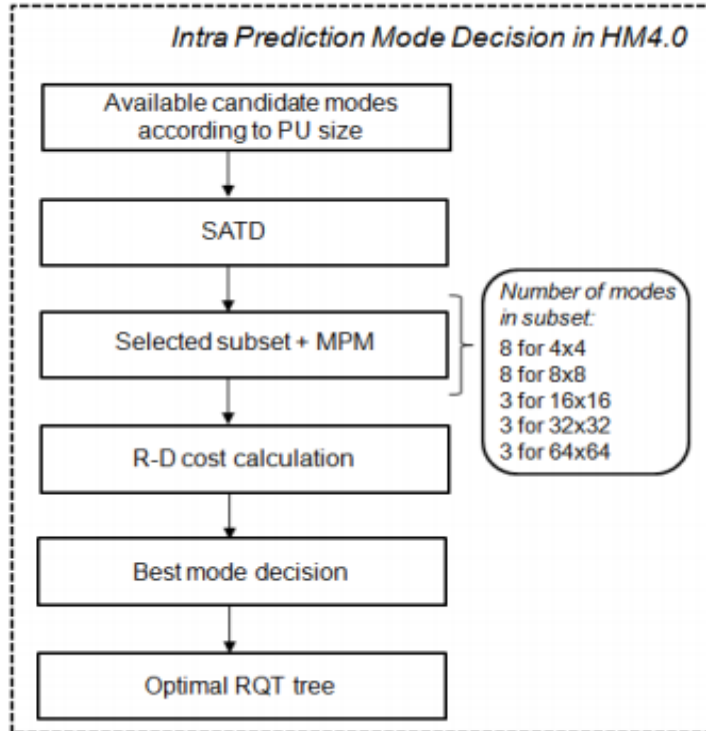 Intra Prediction Mode Decision in HM4.0
Available candidate modes
according to PU size
SATD
Selected subset + MPM
Number of modes
in subset:
8 for 4x4
8 for 8x8
3 for 16x16
3 for 32x32
3 for 64x64
R-D cost calculation
Best mode decision
Optimal RQT tree